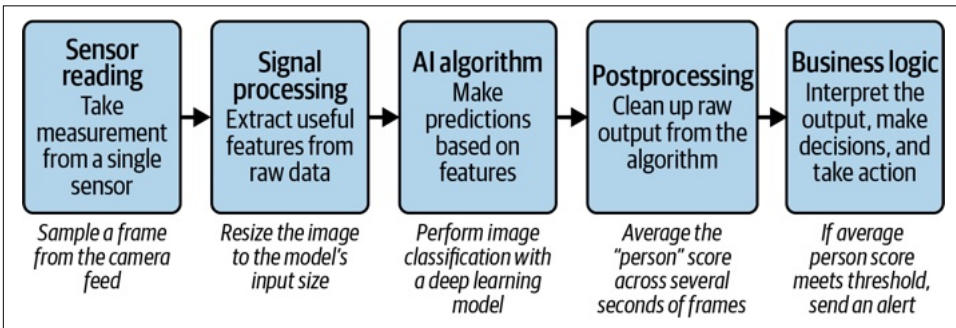 Sensor
reading
Take
measurement
from a single
sensor
Signal
processing
Extract useful
features from
raw data
AI algorithm
Make
predictions
based on
features
Postprocessing
Clean up raw
output from the
algorithm
Business logic
Interpret the
output, make
decisions, and
take action
Sample a frame
from the camera
feed
Resize the image
to the model's
input size
Perform image
classification with
a deep learning
model
Average the
“person” score
across several
seconds of frames
If average
person score
meets threshold,
send an alert